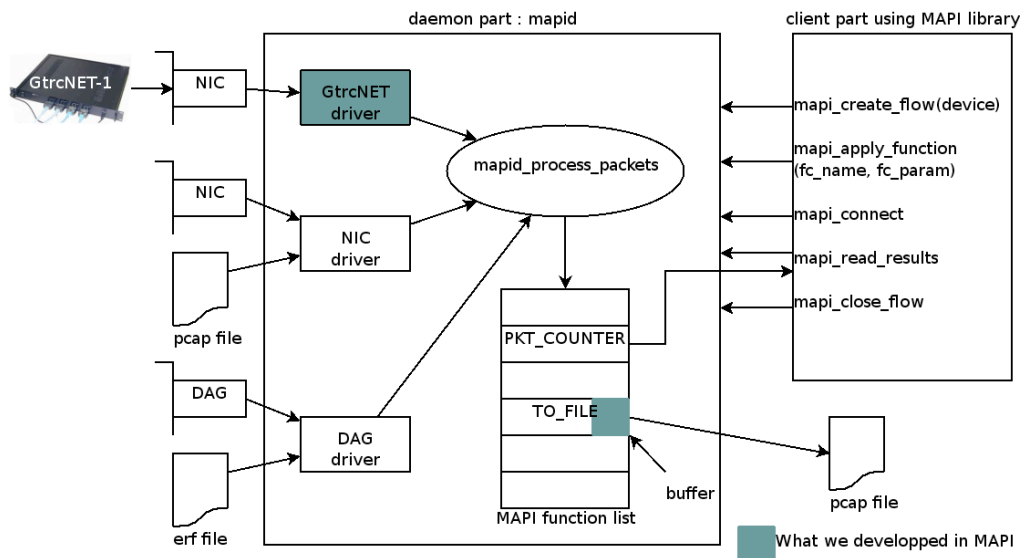 daemon part : mapid
client part using MAPI library
GtrcNET-1
NIC
GtrcNET
driver
mapi_create_flow(device)
mapi_apply_function
(fc_name, fc_param)
mapid_process_packets
NIC
mapi_connect
NIC
driver
mapi_read_results
mapi_close_flow
pcap file
PKT_COUNTER
DAG
TO_FILE
DAG
driver
buffer
pcap file
MAPI function list
erf file
What we developped in MAPI